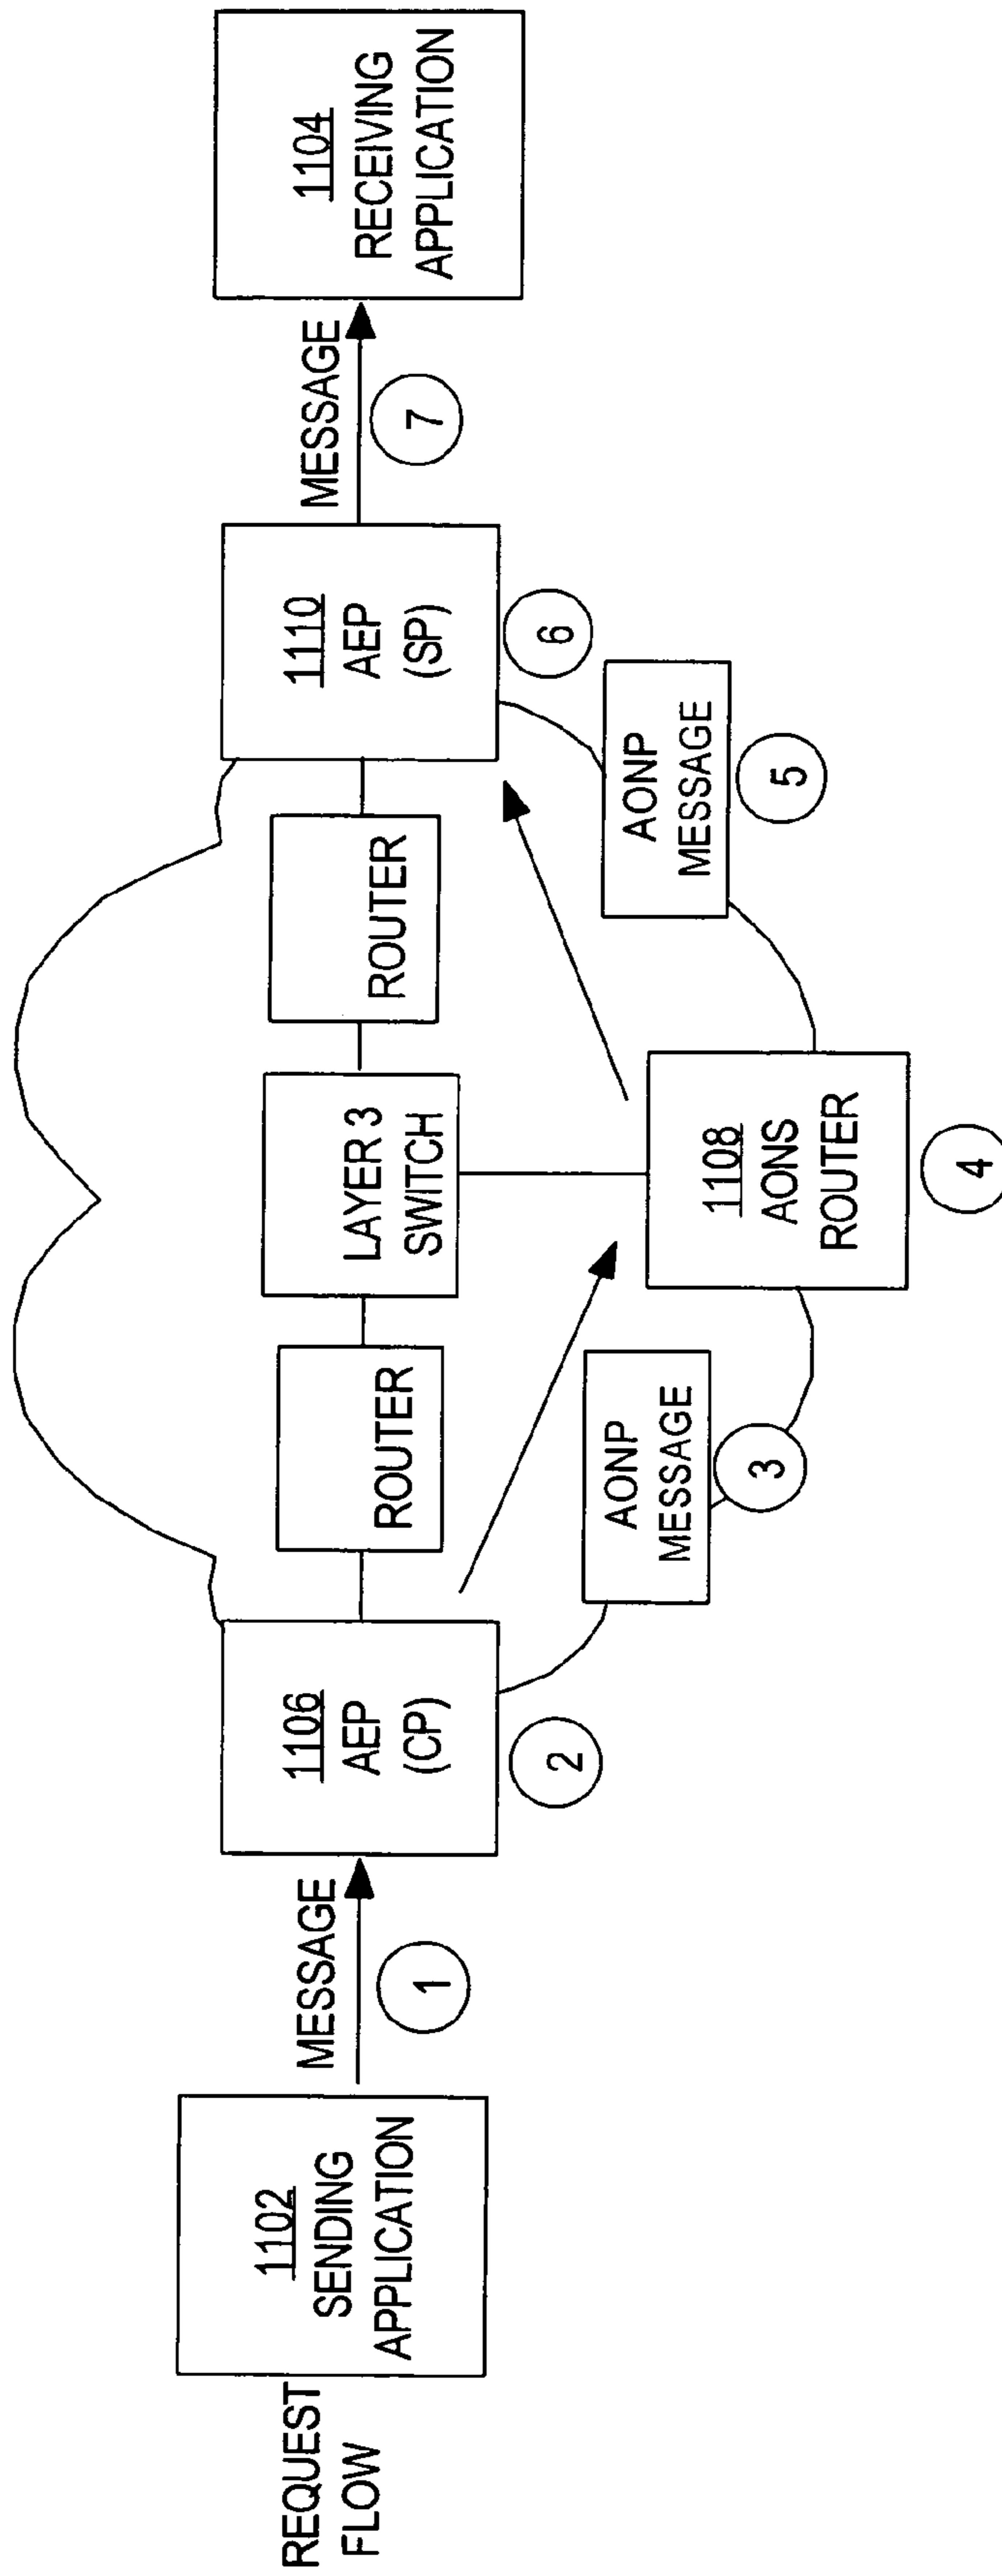 REQUEST
FLOW
1102
SENDING
APPLICATION
MESSAGE
1
1106
AEP
(CP)
2
ROUTER
LAYER 3
SWITCH
ROUTER
AONP
MESSAGE
3
1108
AONS
ROUTER
4
AONP
MESSAGE
5
1110
AEP
(SP)
6
MESSAGE
7
1104
RECEIVING
APPLICATION